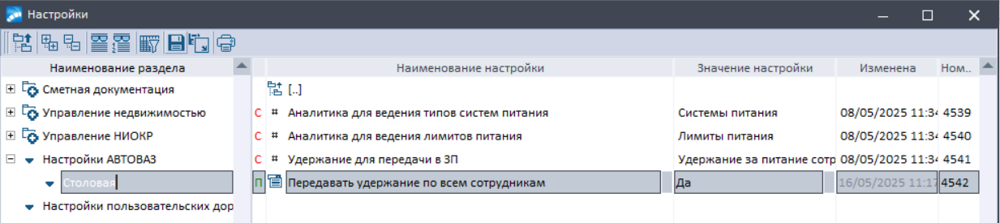 Настройки
Наименование раздела Наименование настройки Значение настройки Изменена Ном..
Сметная документация [..]
Управление недвижимостью С # Аналитика для ведения типов систем питания Системы питания 08/05/2025 11:34 4539
Управление НИОКР С # Аналитика для ведения лимитов питания Лимиты питания 08/05/2025 11:34 4540
Настройки АВТОВАЗ С # Удержание для передачи в ЗП Удержание за питание сотр 08/05/2025 11:34 4541
Столовая П Передавать удержание по всем сотрудникам Да 16/05/2025 11:17 4542
Настройки пользовательских дор